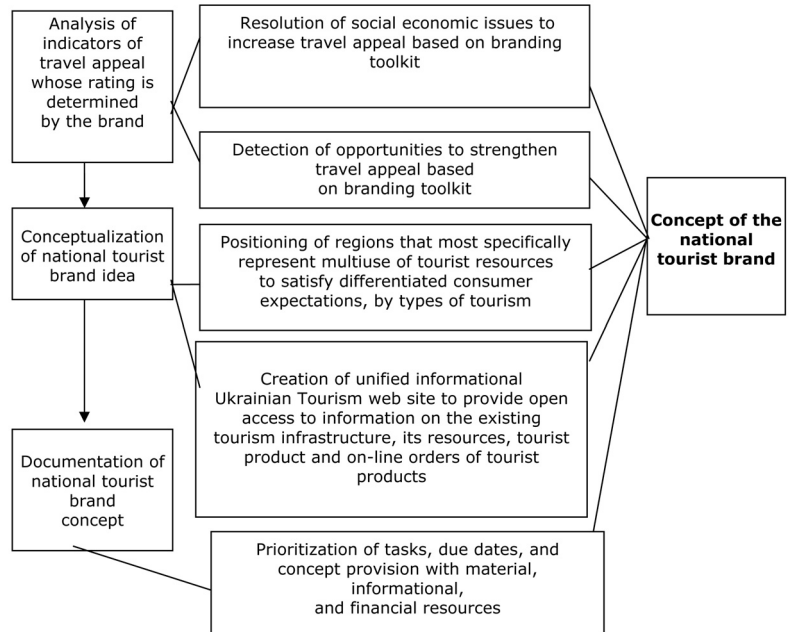 Analysis of
indicators of
travel appeal
whose rating is
determined
by the brand
Resolution of social economic issues to
increase travel appeal based on branding
toolkit
Detection of opportunities to strengthen
travel appeal based
on branding toolkit
Conceptualization
of national tourist
brand idea
Positioning of regions that most specifically
represent multiuse of tourist resources
to satisfy differentiated consumer
expectations, by types of tourism
Concept of the
national
tourist brand
Creation of unified informational
Ukrainian Tourism web site to provide open
access to information on the existing
tourism infrastructure, its resources, tourist
product and on-line orders of tourist
products
Documentation of
national tourist
brand
concept
Prioritization of tasks, due dates, and
concept provision with material,
informational,
and financial resources